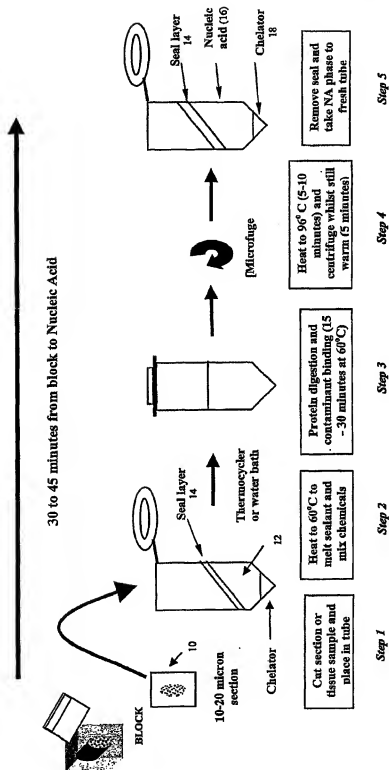 30 to 45 minutes from block to Nucleic Acid
BLOCK
10
10-20 micron
section
Chelator
Seal layer
14
12
Thermocycler
or water bath
[Microfuge
Seal layer
14
Nucleic
acid (16)
Chelator
18
Cut section or
tissue sample and
place in tube
Step 1
Heat to 60°C to
melt sealant and
mix chemicals
Step 2
Protein digestion and
contaminant binding (15
- 30 minutes at 60°C)
Step 3
Heat to 96° C (5-10
minutes) and
centrifuge whilst still
warm (5 minutes)
Step 4
Remove seal and
take NA phase to
fresh tube
Step 5